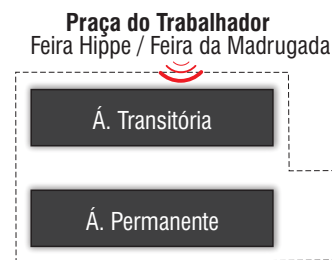 Praça do Trabalhador
Feira Hippe / Feira da Madrugada
Á. Transitória
Á. Permanente